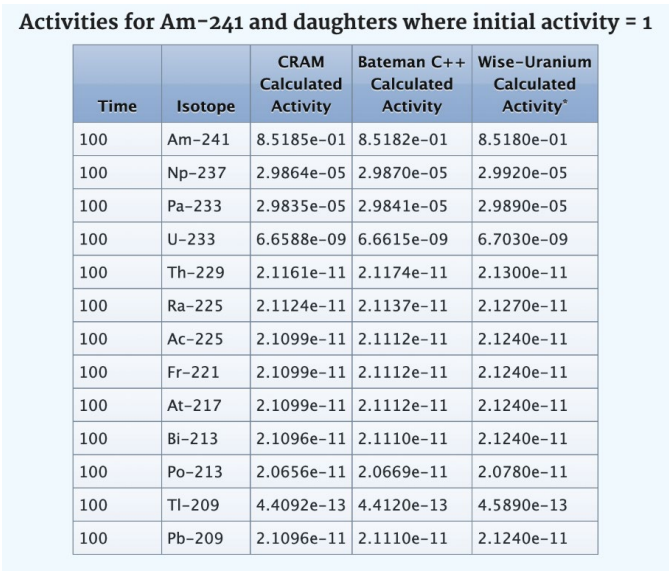 Activities for Am-241 and daughters where initial activity = 1
Time Isotope CRAM Calculated Activity Bateman C++ Calculated Activity Wise-Uranium Calculated Activity*
100 Am-241 8.5185e-01 8.5182e-01 8.5180e-01
100 Np-237 2.9864e-05 2.9870e-05 2.9920e-05
100 Pa-233 2.9835e-05 2.9841e-05 2.9890e-05
100 U-233 6.6588e-09 6.6615e-09 6.7030e-09
100 Th-229 2.1161e-11 2.1174e-11 2.1300e-11
100 Ra-225 2.1124e-11 2.1137e-11 2.1270e-11
100 Ac-225 2.1099e-11 2.1112e-11 2.1240e-11
100 Fr-221 2.1099e-11 2.1112e-11 2.1240e-11
100 At-217 2.1099e-11 2.1112e-11 2.1240e-11
100 Bi-213 2.1096e-11 2.1110e-11 2.1240e-11
100 Po-213 2.0656e-11 2.0669e-11 2.0780e-11
100 Tl-209 4.4092e-13 4.4120e-13 4.5890e-13
100 Pb-209 2.1096e-11 2.1110e-11 2.1240e-11